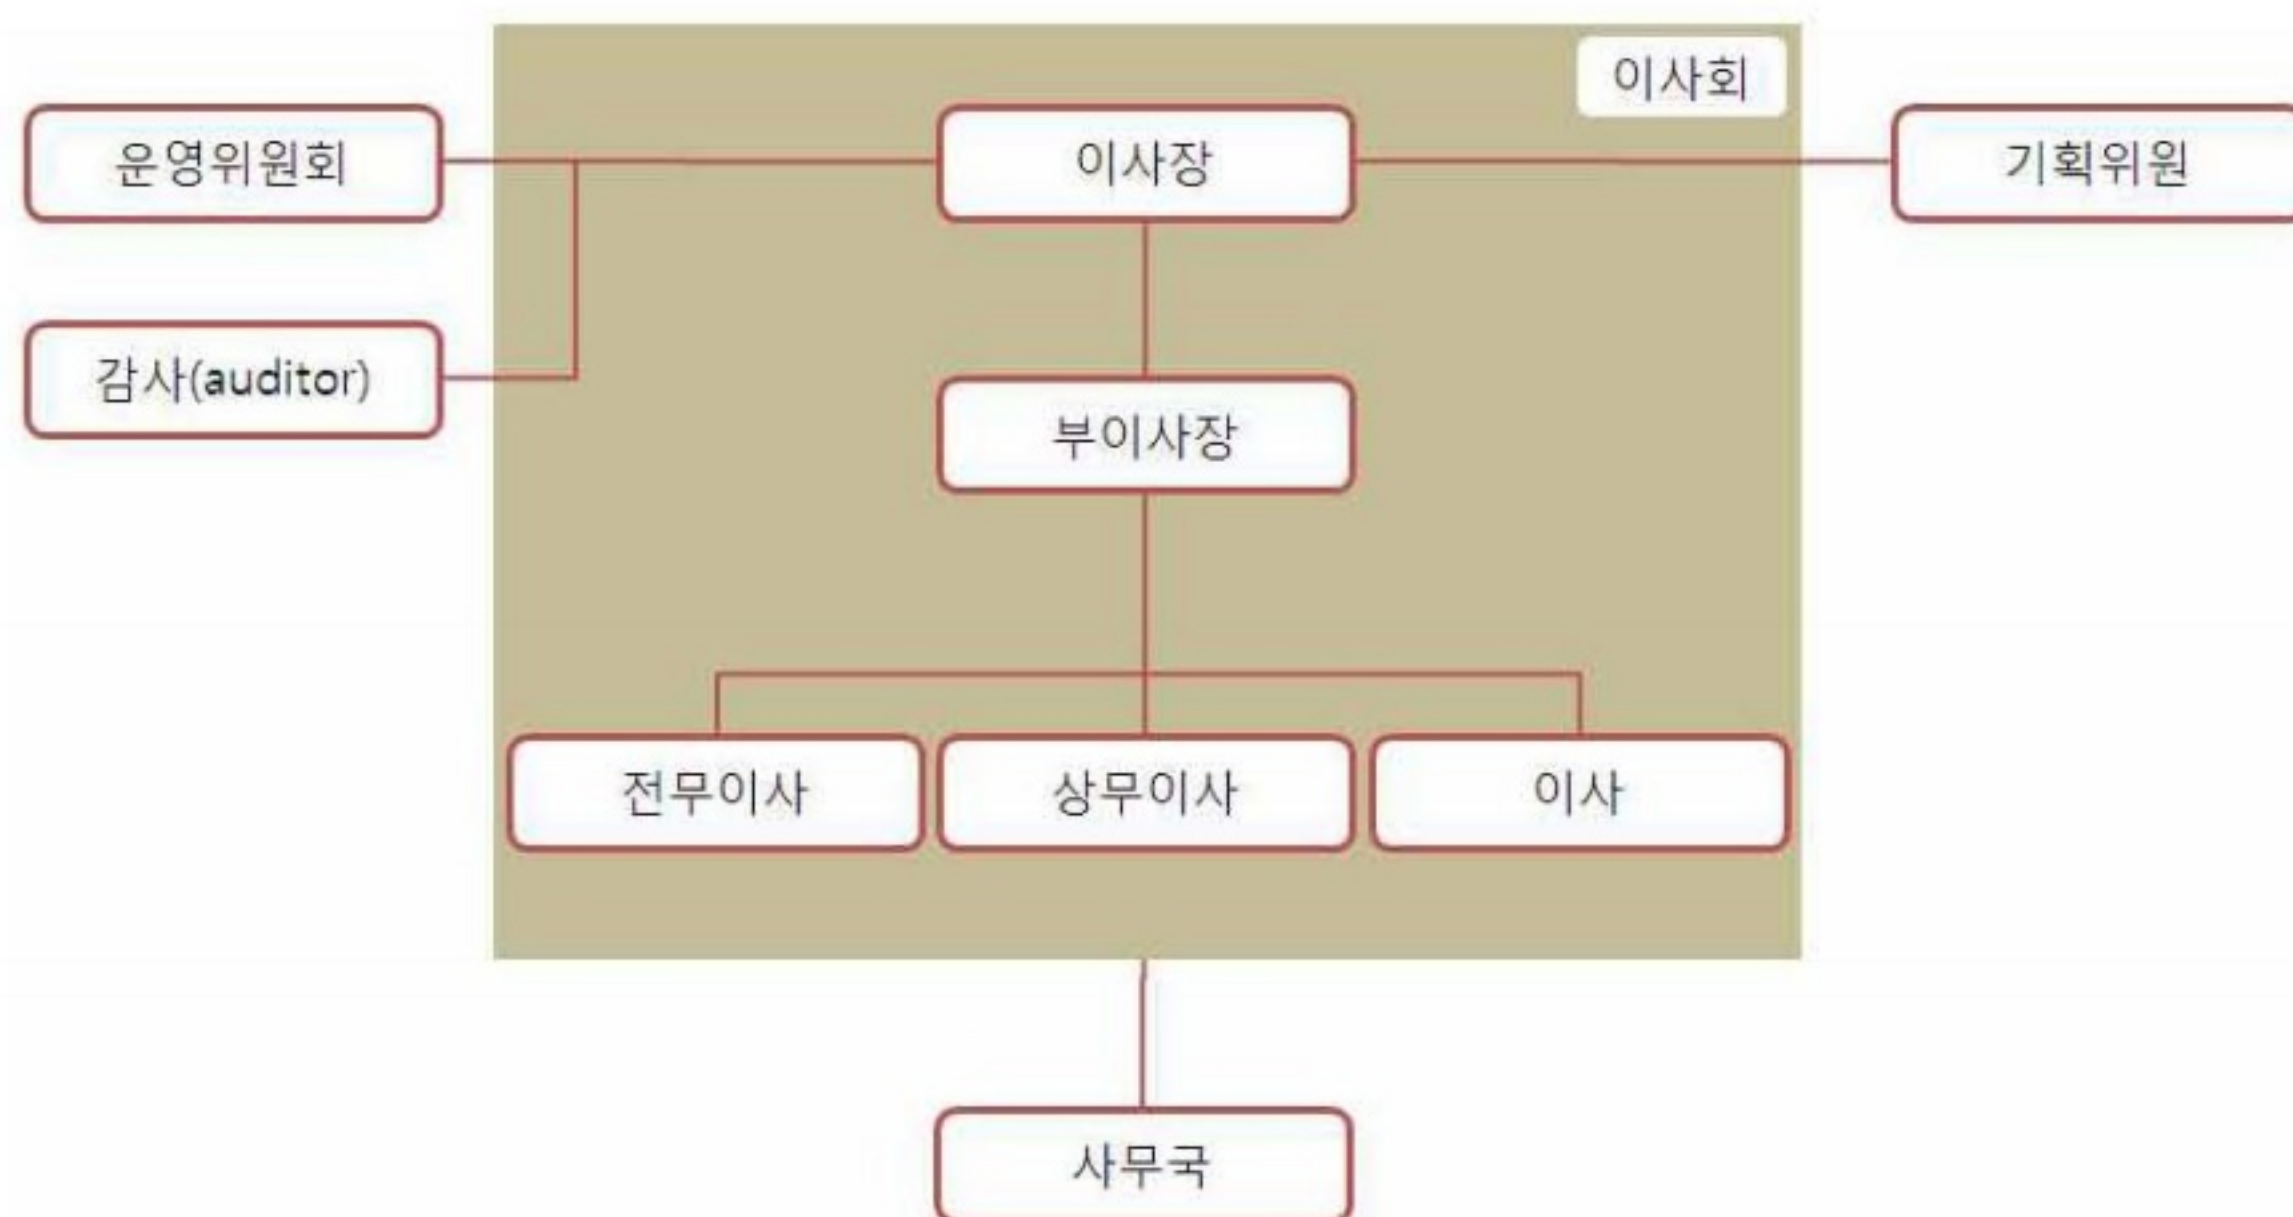 이사회
운영위원회
이사장
기획위원
감사(auditor)
부이사장
전무이사
상무이사
이사
사무국